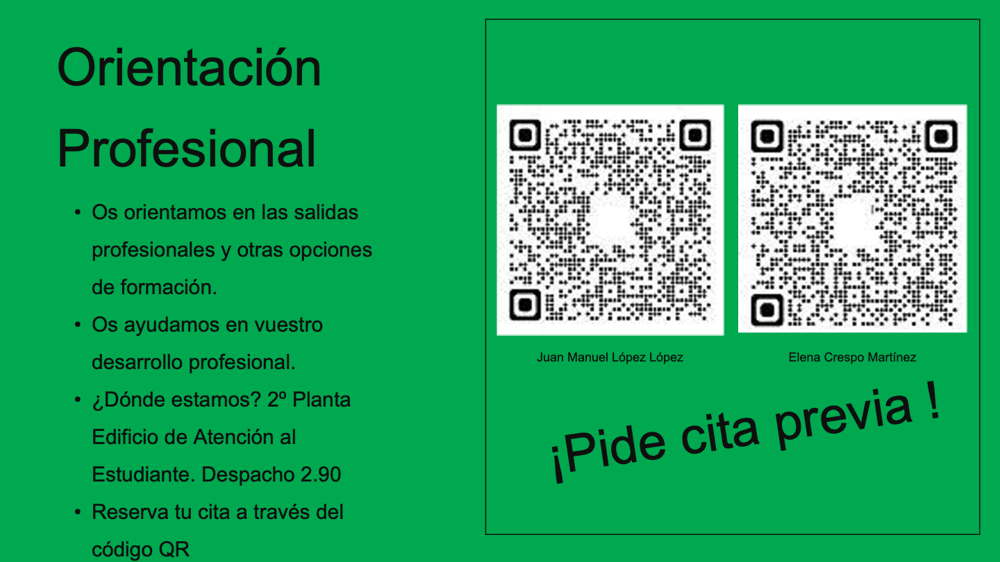 Orientación
Profesional
• Os orientamos en las salidas
profesionales y otras opciones
de formación.
• Os ayudamos en vuestro
desarrollo profesional.
• ¿Dónde estamos? 2º Planta
Edificio de Atención al
Estudiante. Despacho 2.90
• Reserva tu cita a través del
código QR
Juan Manuel López López
Elena Crespo Martínez
¡Pide cita previa !